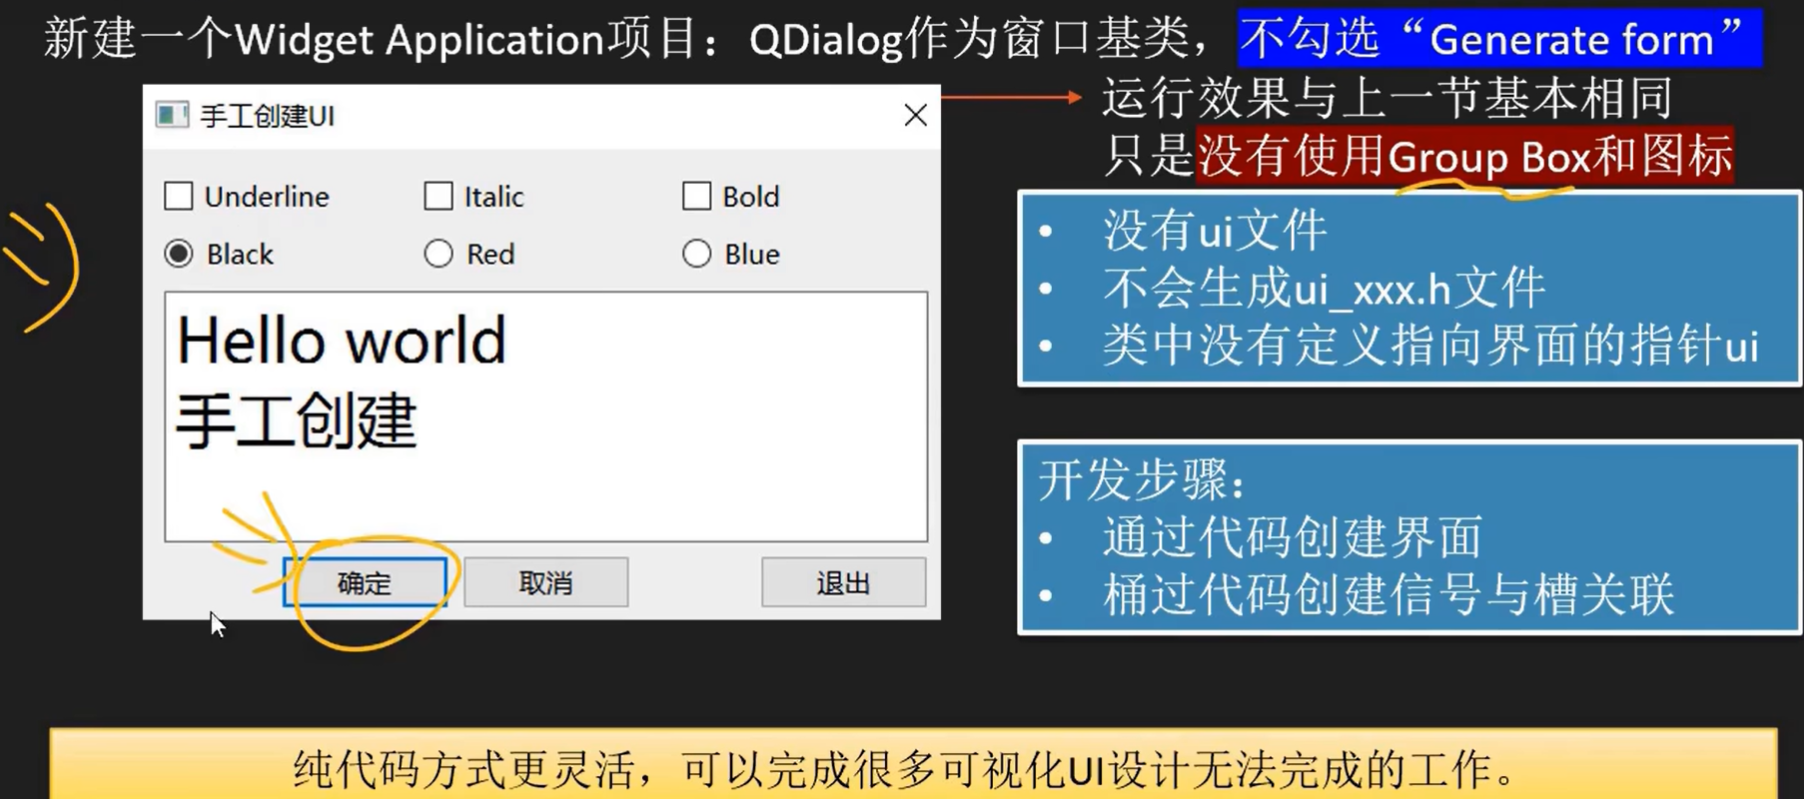 新建一个Widget Application项目：QDialog作为窗口基类，不勾选“Generate form”
手工创建UI
运行效果与上一节基本相同
只是没有使用Group Box和图标
Underline Italic Bold
Black Red Blue
Hello world
手工创建
确定 取消 退出
• 没有ui文件
• 不会生成ui_xxx.h文件
• 类中没有定义指向界面的指针ui
开发步骤：
• 通过代码创建界面
• 桶过代码创建信号与槽关联
纯代码方式更灵活，可以完成很多可视化UI设计无法完成的工作。